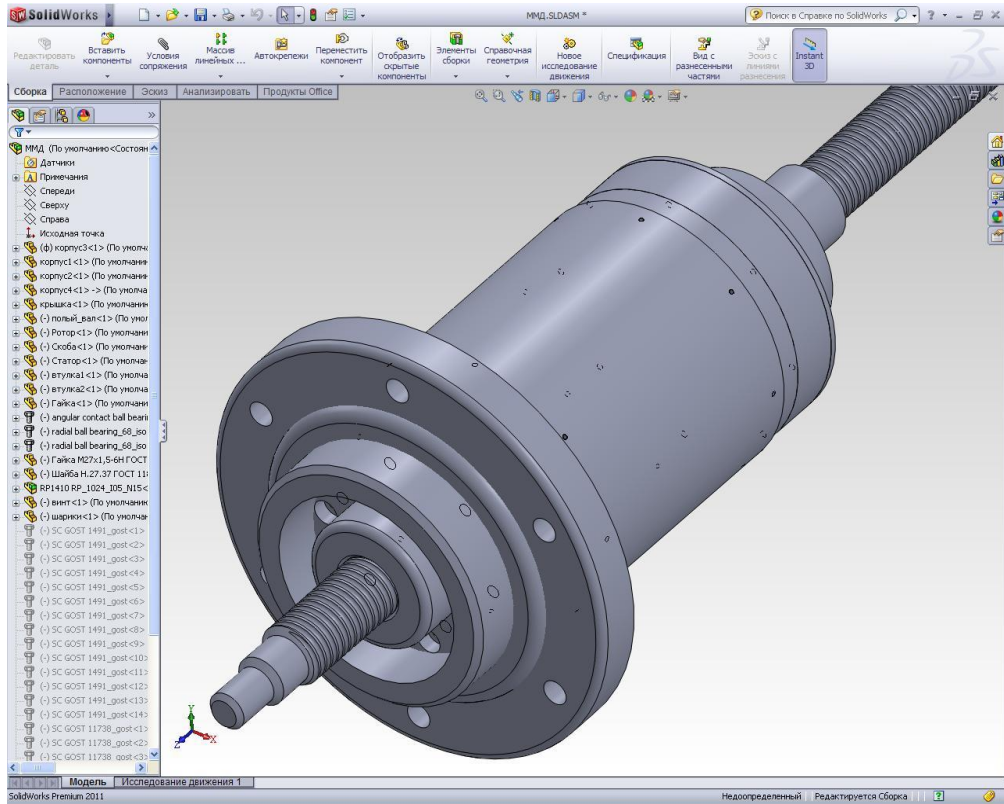 SolidWorks
ММД.SLDASM *
Поиск в Справке по SolidWorks
Редактировать деталь
Вставить компоненты
Условия сопряжения
Массив линейных ...
Автокрепежи
Переместить компонент
Отобразить скрытые компоненты
Элементы сборки
Справочная геометрия
Новое исследование движения
Спецификация
Вид с разнесенными частями
Эскиз с линиями разнесения
Instant 3D
Сборка Расположение Эскиз Анализировать Продукты Office
ММД (По умолчанию<Состоян
Датчики
Примечания
Спереди
Сверху
Справа
Исходная точка
(ф) корпус3<1> (По умолча
корпус1<1> (По умолчани
корпус2<1> (По умолчани
корпус4<1> -> (По умолча
крышка<1> (По умолчани
(-) полый_вал<1> (По умол
(-) Ротор<1> (По умолчани
(-) Скоба<1> (По умолчани
(-) Статор<1> (По умолчан
(-) втулка1<1> (По умолча
(-) втулка2<1> (По умолча
(-) Гайка<1> (По умолчани
(-) angular contact ball beari
(-) radial ball bearing_68_iso
(-) radial ball bearing_68_iso
(-) Гайка M27x1,5-6H ГОСТ
(-) Шайба Н.27.37 ГОСТ 11
RP1410 RP_1024_I05_N15<
(-) винт<1> (По умолчани
(-) шарики<1> (По умолчан
(-) SC GOST 1491_gost<1>
(-) SC GOST 1491_gost<2>
(-) SC GOST 1491_gost<3>
(-) SC GOST 1491_gost<4>
(-) SC GOST 1491_gost<5>
(-) SC GOST 1491_gost<6>
(-) SC GOST 1491_gost<7>
(-) SC GOST 1491_gost<8>
(-) SC GOST 1491_gost<9>
(-) SC GOST 1491_gost<10>
(-) SC GOST 1491_gost<11>
(-) SC GOST 1491_gost<12>
(-) SC GOST 1491_gost<13>
(-) SC GOST 1491_gost<14>
(-) SC GOST 11738_gost<1>
(-) SC GOST 11738_gost<2>
(-) SC GOST 11738_gost<3>
Y
Z X
Модель Исследование движения 1
SolidWorks Premium 2011
Недоопределенный Редактируется Сборка